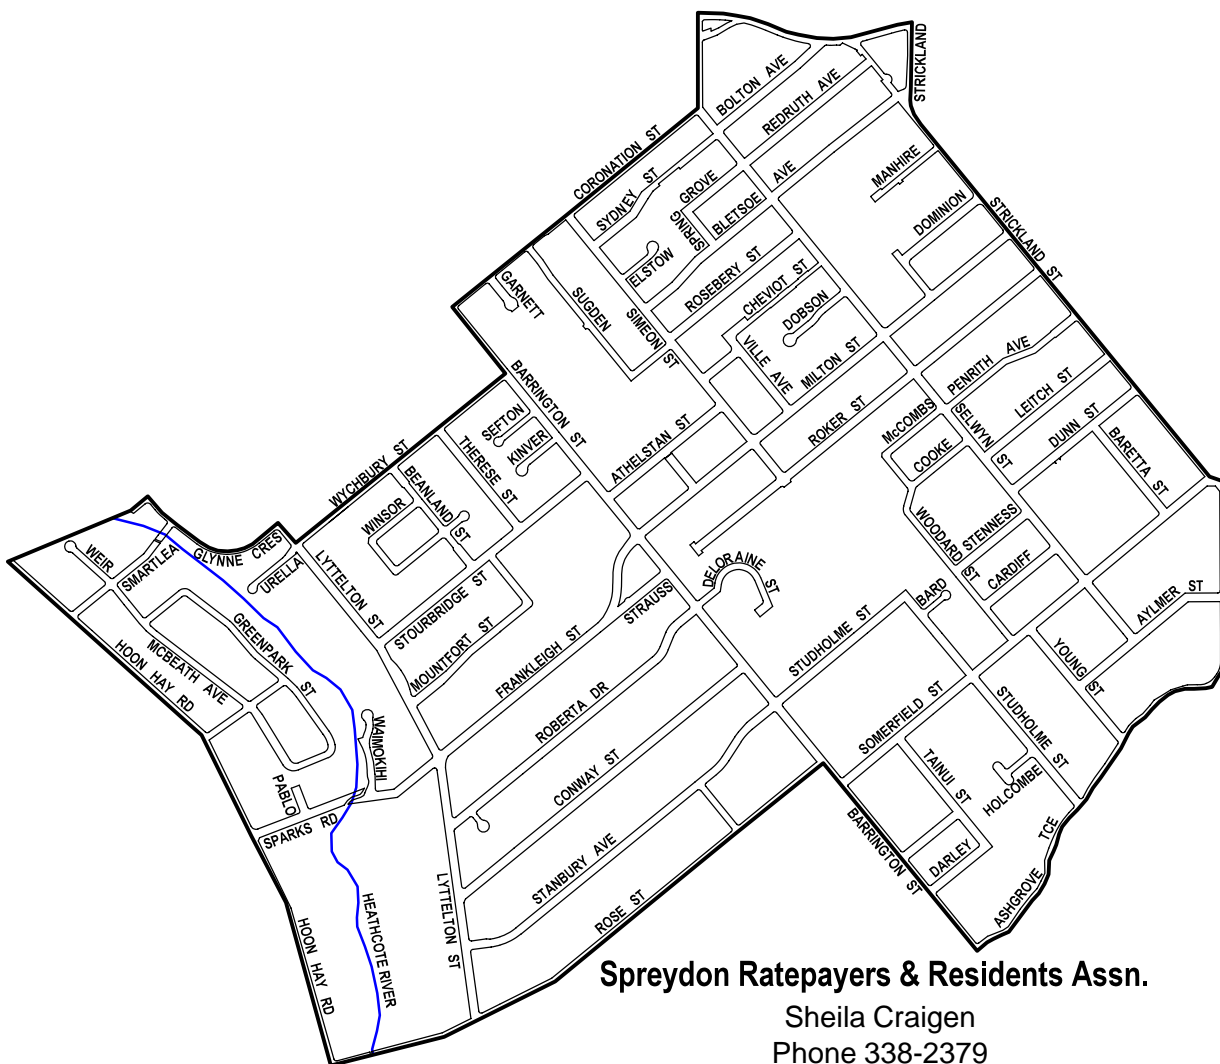 STRICKLAND
BOLTON AVE
REDRUTH AVE
CORONATION ST
SYDNEY ST
GROVE
SPRING
BLETSOE
AVE
MANHIRE
DOMINION
STRICKLAND ST
ELSTOW
ROSEBERY ST
CHEVIOT ST
DOBSON
GARNETT
SUGDEN
SIMEON ST
VILLE AVE
MILTON ST
BARRINGTON ST
PENRITH AVE
LEITCH ST
SEFTON
KINVER
THERESE ST
ATHELSTAN ST
ROKER ST
McCOMBS
COOKE
SELWYN ST
DUNN ST
BARETTA ST
WYCHBURY ST
WINSOR
BEANLAND ST
WOODARD ST
STENNESS
CARDIFF
WEIR
SMARTLEA
GLYNNE CRES
URELLA
LYTTELTON ST
STOURBRIDGE ST
MOUNTFORT ST
DELORAINE ST
STRAUSS
FRANKLEIGH ST
BARD
STUDHOLME ST
AYLMER ST
YOUNG ST
GREENPARK ST
MCBEATH AVE
HOON HAY RD
ROBERTA DR
SOMERFIELD ST
STUDHOLME ST
WAIMOKIHI
CONWAY ST
TAINUI ST
HOLCOMBE
PABLO
SPARKS RD
STANBURY AVE
BARRINGTON ST
DARLEY
ASHGROVE TCE
HOON HAY RD
HEATHCOTE RIVER
LYTTELTON ST
ROSE ST
Spreydon Ratepayers & Residents Assn.
Sheila Craigen
Phone 338-2379